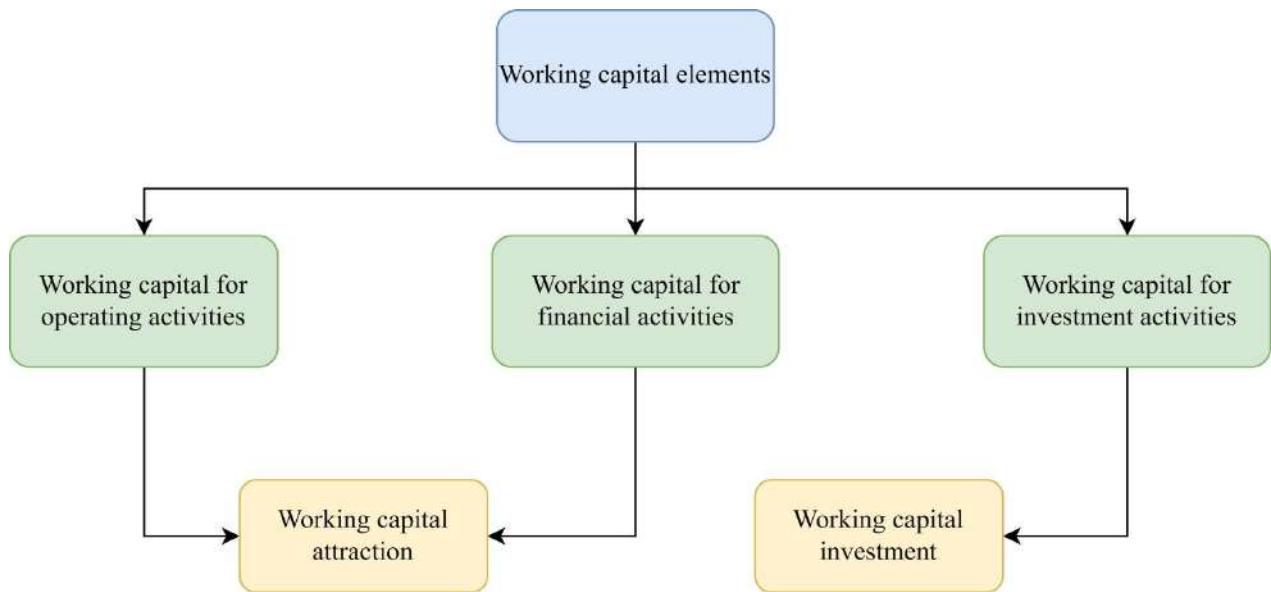 Working capital elements
Working capital for
operating activities
Working capital for
financial activities
Working capital for
investment activities
Working capital
attraction
Working capital
investment